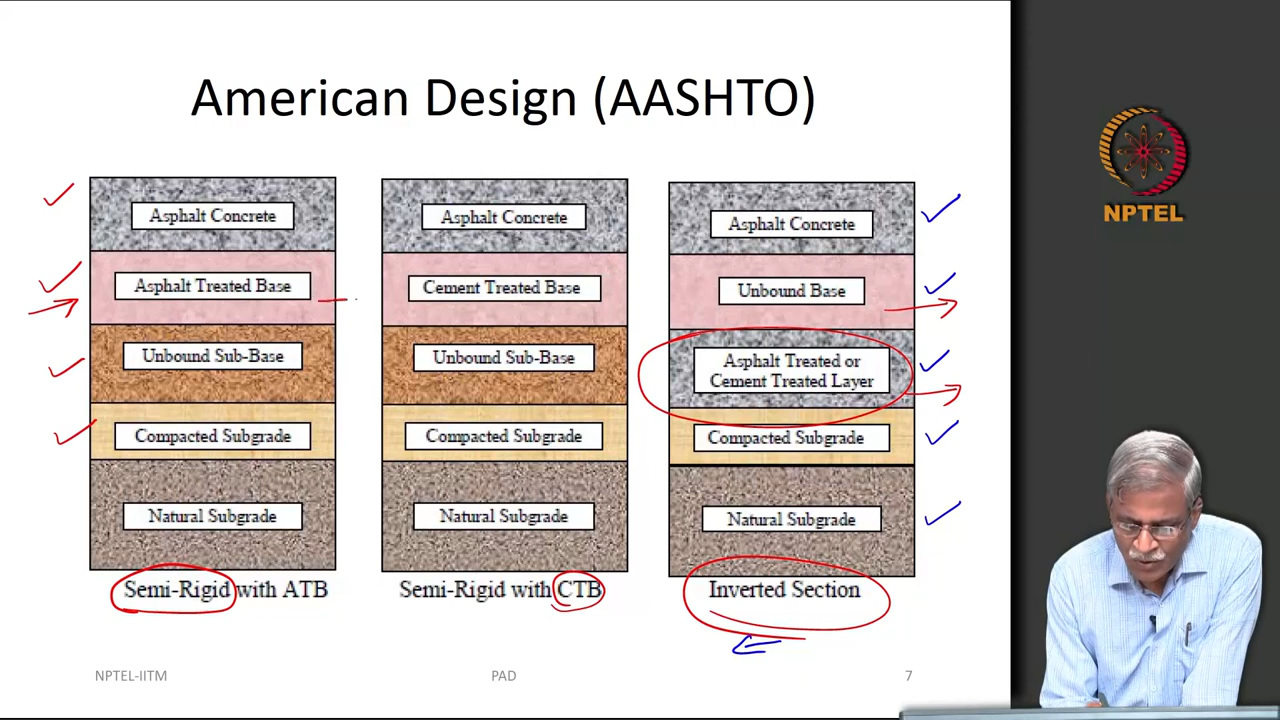 American Design (AASHTO)
Asphalt Concrete
Asphalt Treated Base
Unbound Sub-Base
Compacted Subgrade
Natural Subgrade
Semi-Rigid with ATB
Asphalt Concrete
Cement Treated Base
Unbound Sub-Base
Compacted Subgrade
Natural Subgrade
Semi-Rigid with CTB
Asphalt Concrete
Unbound Base
Asphalt Treated or
Cement Treated Layer
Compacted Subgrade
Natural Subgrade
Inverted Section
NPTEL-IITM
PAD
7
NPTEL